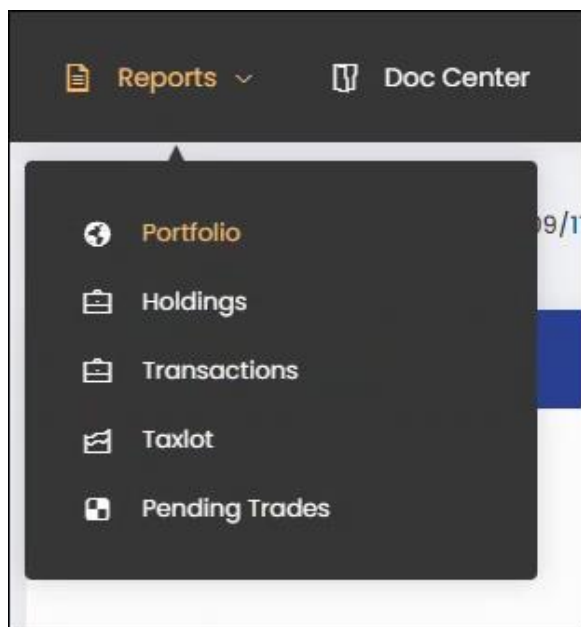 Reports Doc Center
Portfolio
Holdings
Transactions
Taxlot
Pending Trades